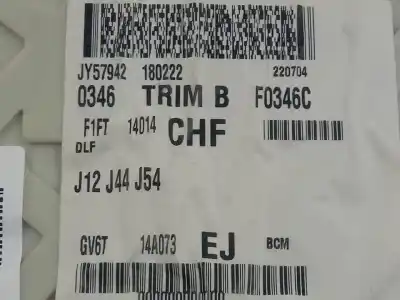 JY57942 180222 220704
0346 TRIM B F0346C
F1FT 14014 CHF
DLF
J12 J44 J54
GV6T 14A073 EJ BCM